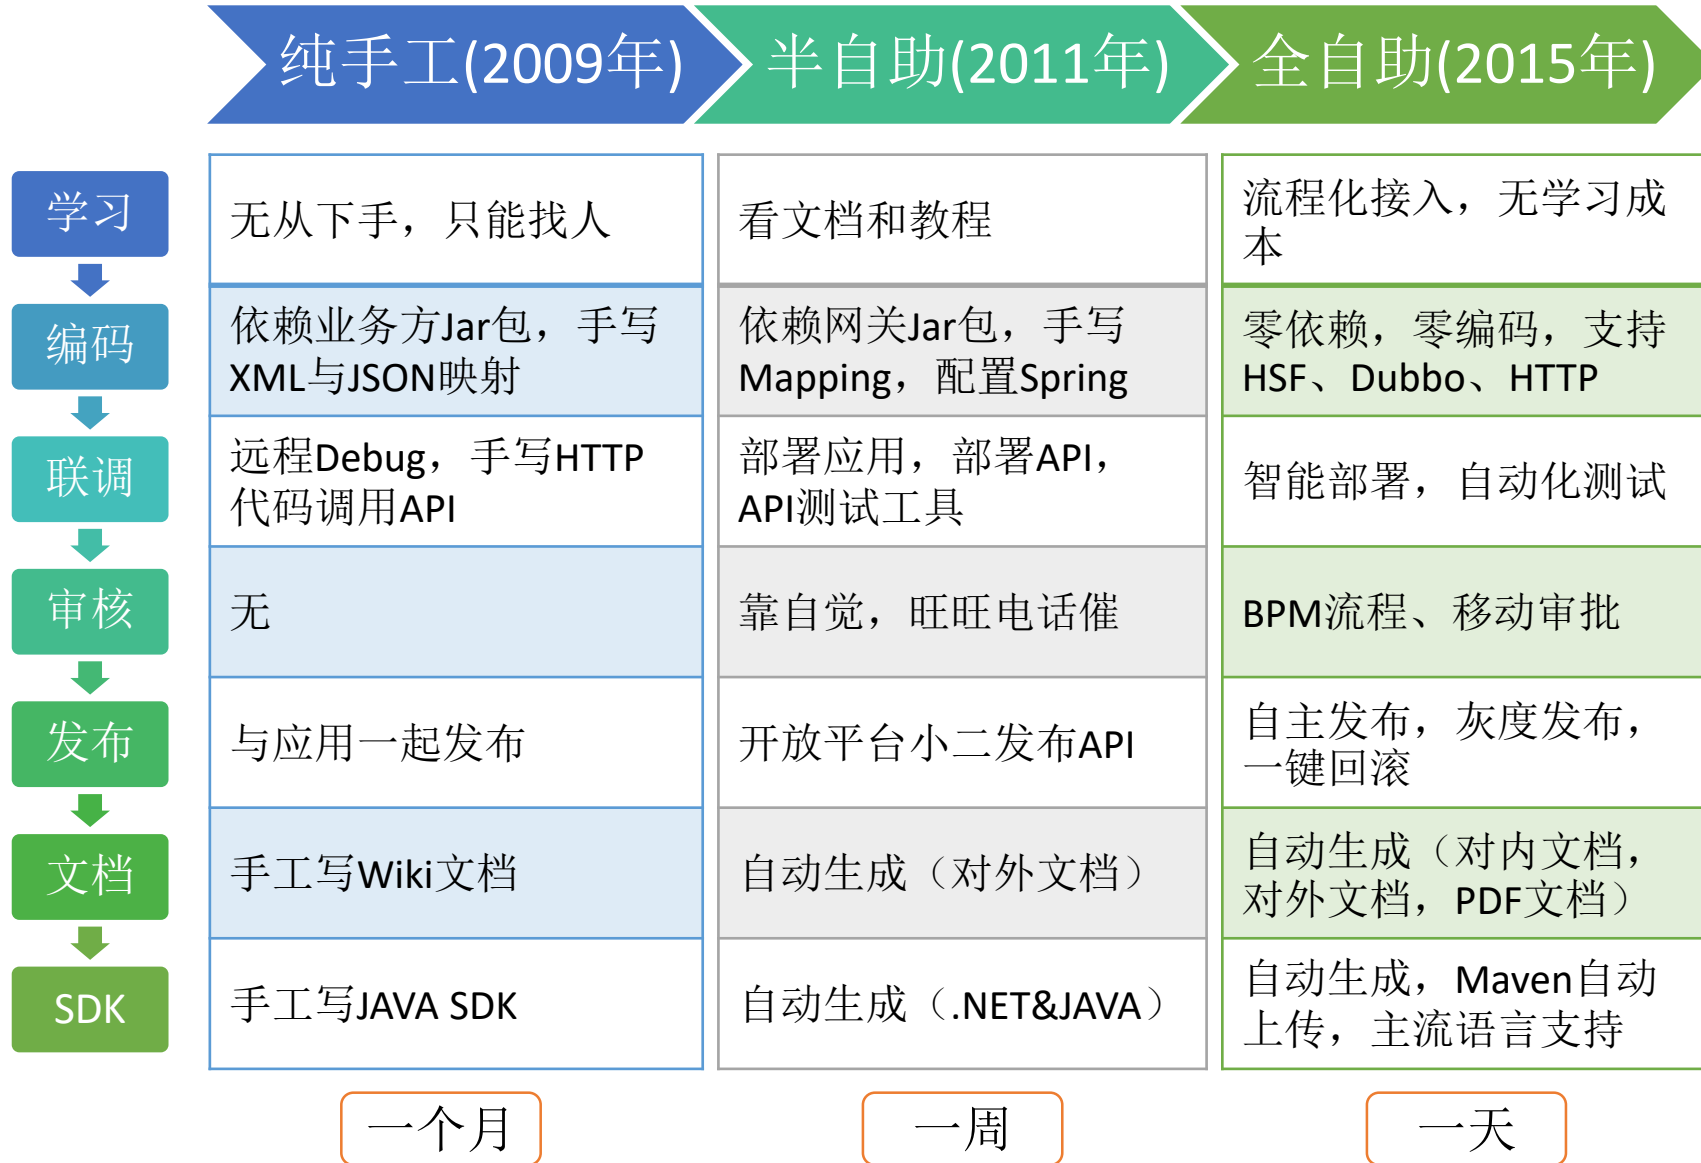 纯手工(2009年)
半自助(2011年)
全自助(2015年)
学习
无从下手，只能找人
看文档和教程
流程化接入，无学习成
本
编码
依赖业务方Jar包，手写
XML与JSON映射
依赖网关Jar包，手写
Mapping，配置Spring
零依赖，零编码，支持
HSF、Dubbo、HTTP
联调
远程Debug，手写HTTP
代码调用API
部署应用，部署API，
API测试工具
智能部署，自动化测试
审核
无
靠自觉，旺旺电话催
BPM流程、移动审批
发布
与应用一起发布
开放平台小二发布API
自主发布，灰度发布，
一键回滚
文档
手工写Wiki文档
自动生成（对外文档）
自动生成（对内文档，
对外文档，PDF文档）
SDK
手工写JAVA SDK
自动生成（.NET&JAVA）
自动生成，Maven自动
上传，主流语言支持
一个月
一周
一天